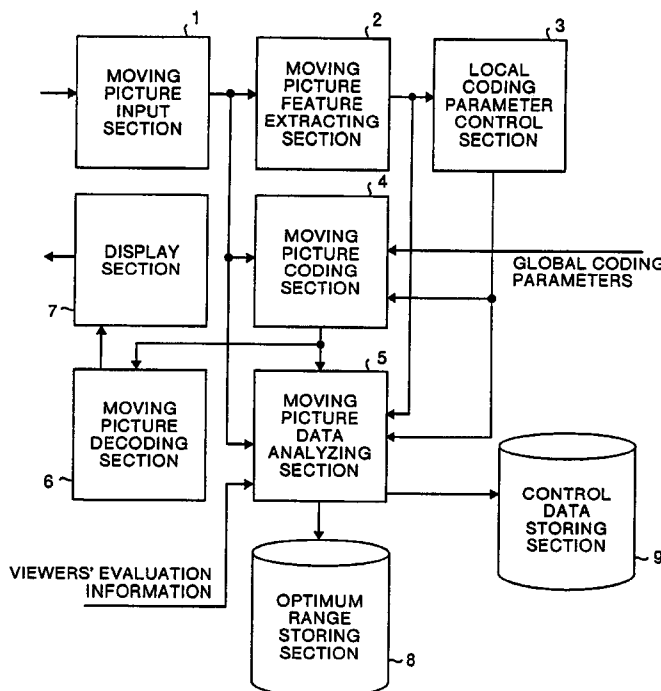 1
MOVING
PICTURE
INPUT
SECTION
2
MOVING
PICTURE
FEATURE
EXTRACTING
SECTION
3
LOCAL
CODING
PARAMETER
CONTROL
SECTION
DISPLAY
SECTION
7
4
MOVING
PICTURE
CODING
SECTION
GLOBAL CODING
PARAMETERS
MOVING
PICTURE
DECODING
SECTION
6
5
MOVING
PICTURE
DATA
ANALYZING
SECTION
CONTROL
DATA
STORING
SECTION
9
VIEWERS' EVALUATION
INFORMATION
OPTIMUM
RANGE
STORING
SECTION
8